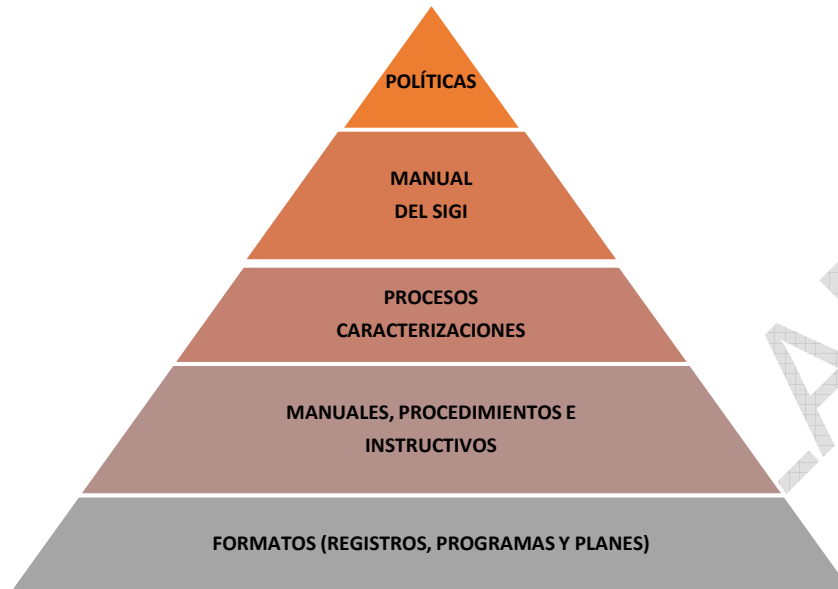 POLÍTICAS
MANUAL
DEL SIGI
PROCESOS
CARACTERIZACIONES
MANUALES, PROCEDIMIENTOS E
INSTRUCTIVOS
FORMATOS (REGISTROS, PROGRAMAS Y PLANES)